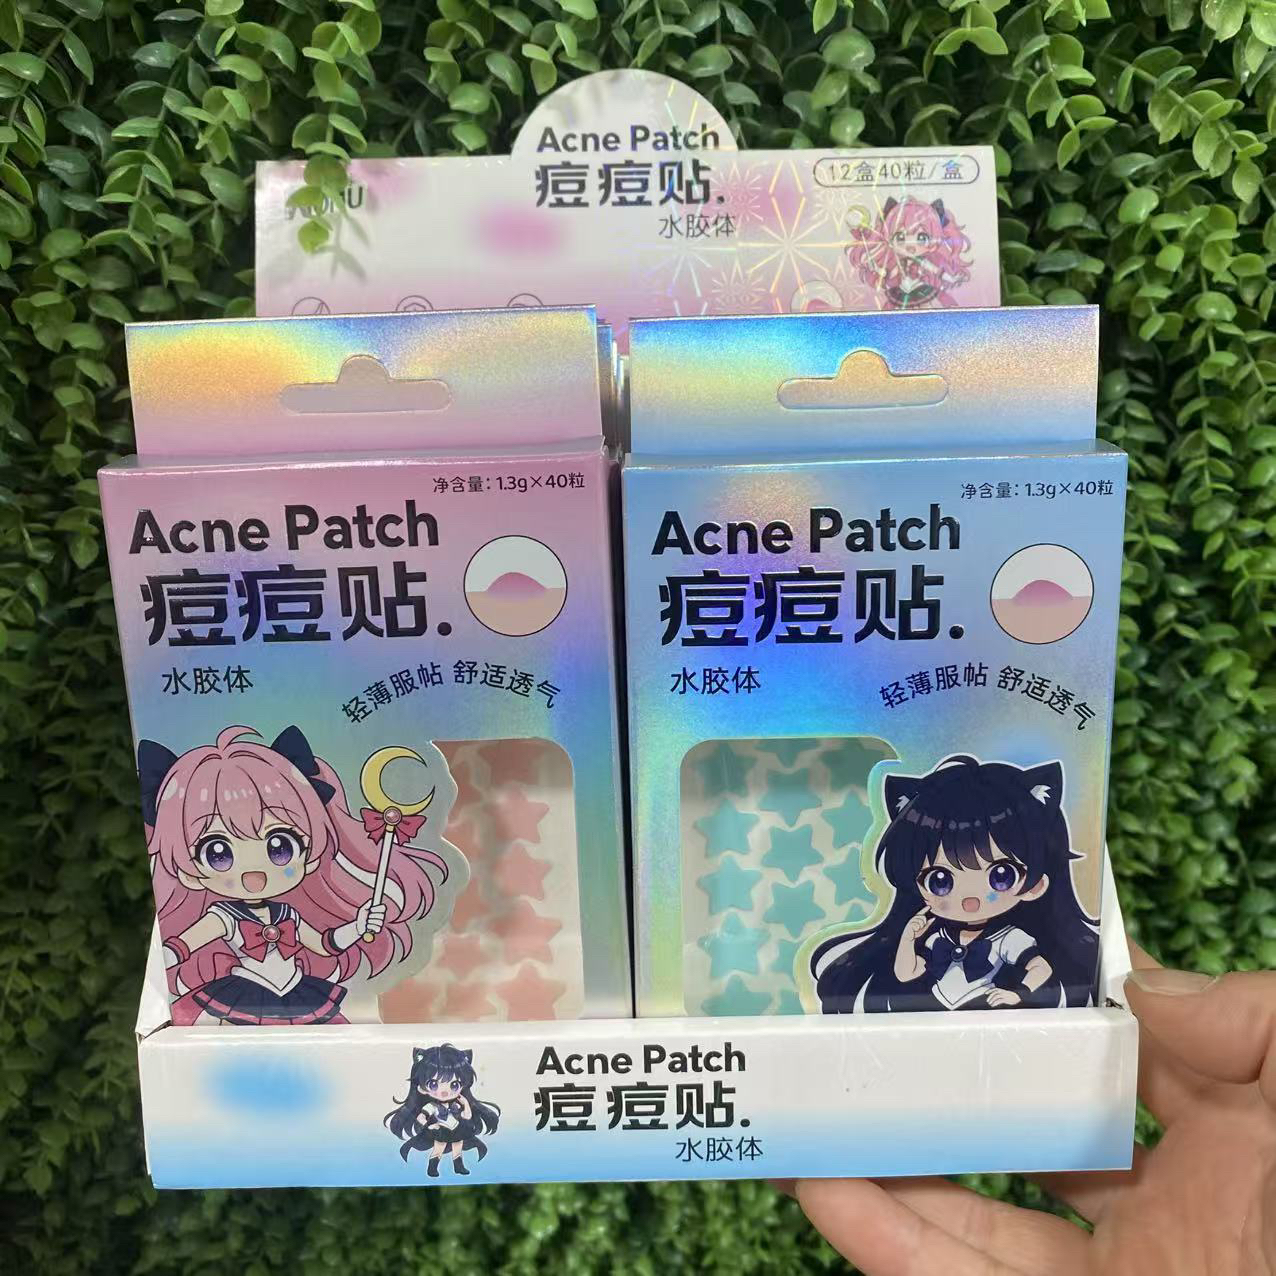 Acne Patch
痘痘贴.
水胶体
12盒40粒/盒
净含量：1.3g×40粒
Acne Patch
痘痘贴.
水胶体
轻薄服帖 舒适透气
净含量：1.3g×40粒
Acne Patch
痘痘贴.
水胶体
轻薄服帖 舒适透气
Acne Patch
痘痘贴.
水胶体